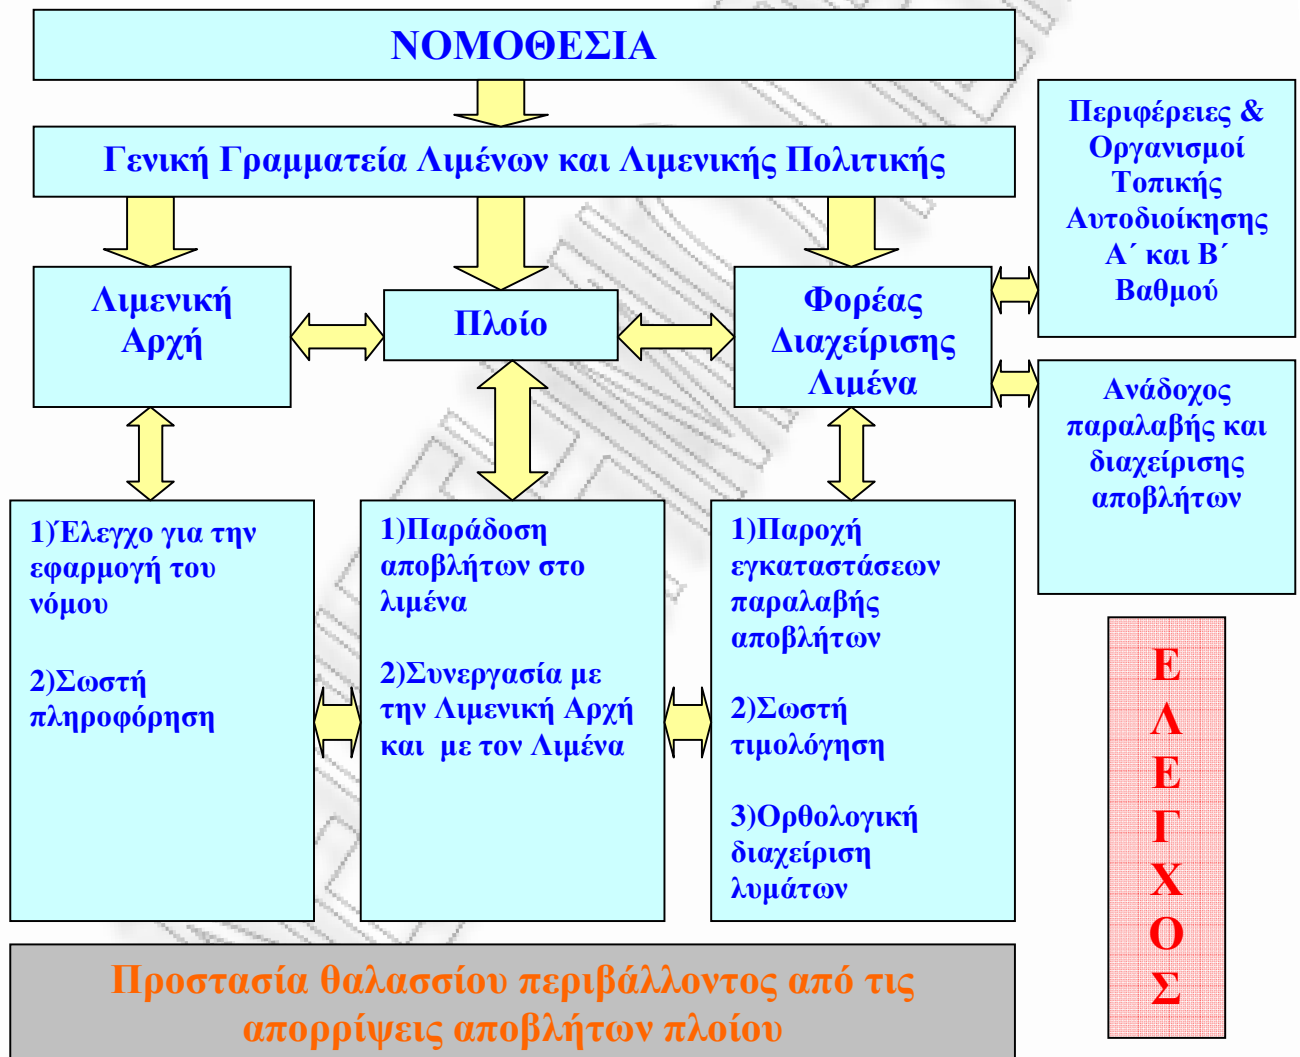 ΝΟΜΟΘΕΣΙΑ
Γενική Γραμματεία Λιμένων και Λιμενικής Πολιτικής
Περιφέρειες &
Οργανισμοί
Τοπικής
Αυτοδιοίκησης
Α΄ και Β΄
Βαθμού
Λιμενική
Αρχή
Πλοίο
Φορέας
Διαχείρισης
Λιμένα
Ανάδοχος
παραλαβής και
διαχείρισης
αποβλήτων
1)Έλεγχο για την
εφαρμογή του
νόμου
2)Σωστή
πληροφόρηση
1)Παράδοση
αποβλήτων στο
λιμένα
2)Συνεργασία με
την Λιμενική Αρχή
και με τον Λιμένα
1)Παροχή
εγκαταστάσεων
παραλαβής
αποβλήτων
2)Σωστή
τιμολόγηση
3)Ορθολογική
διαχείριση
λυμάτων
Ε
Λ
Ε
Γ
Χ
Ο
Σ
Προστασία θαλασσίου περιβάλλοντος από τις
απορρίψεις αποβλήτων πλοίου